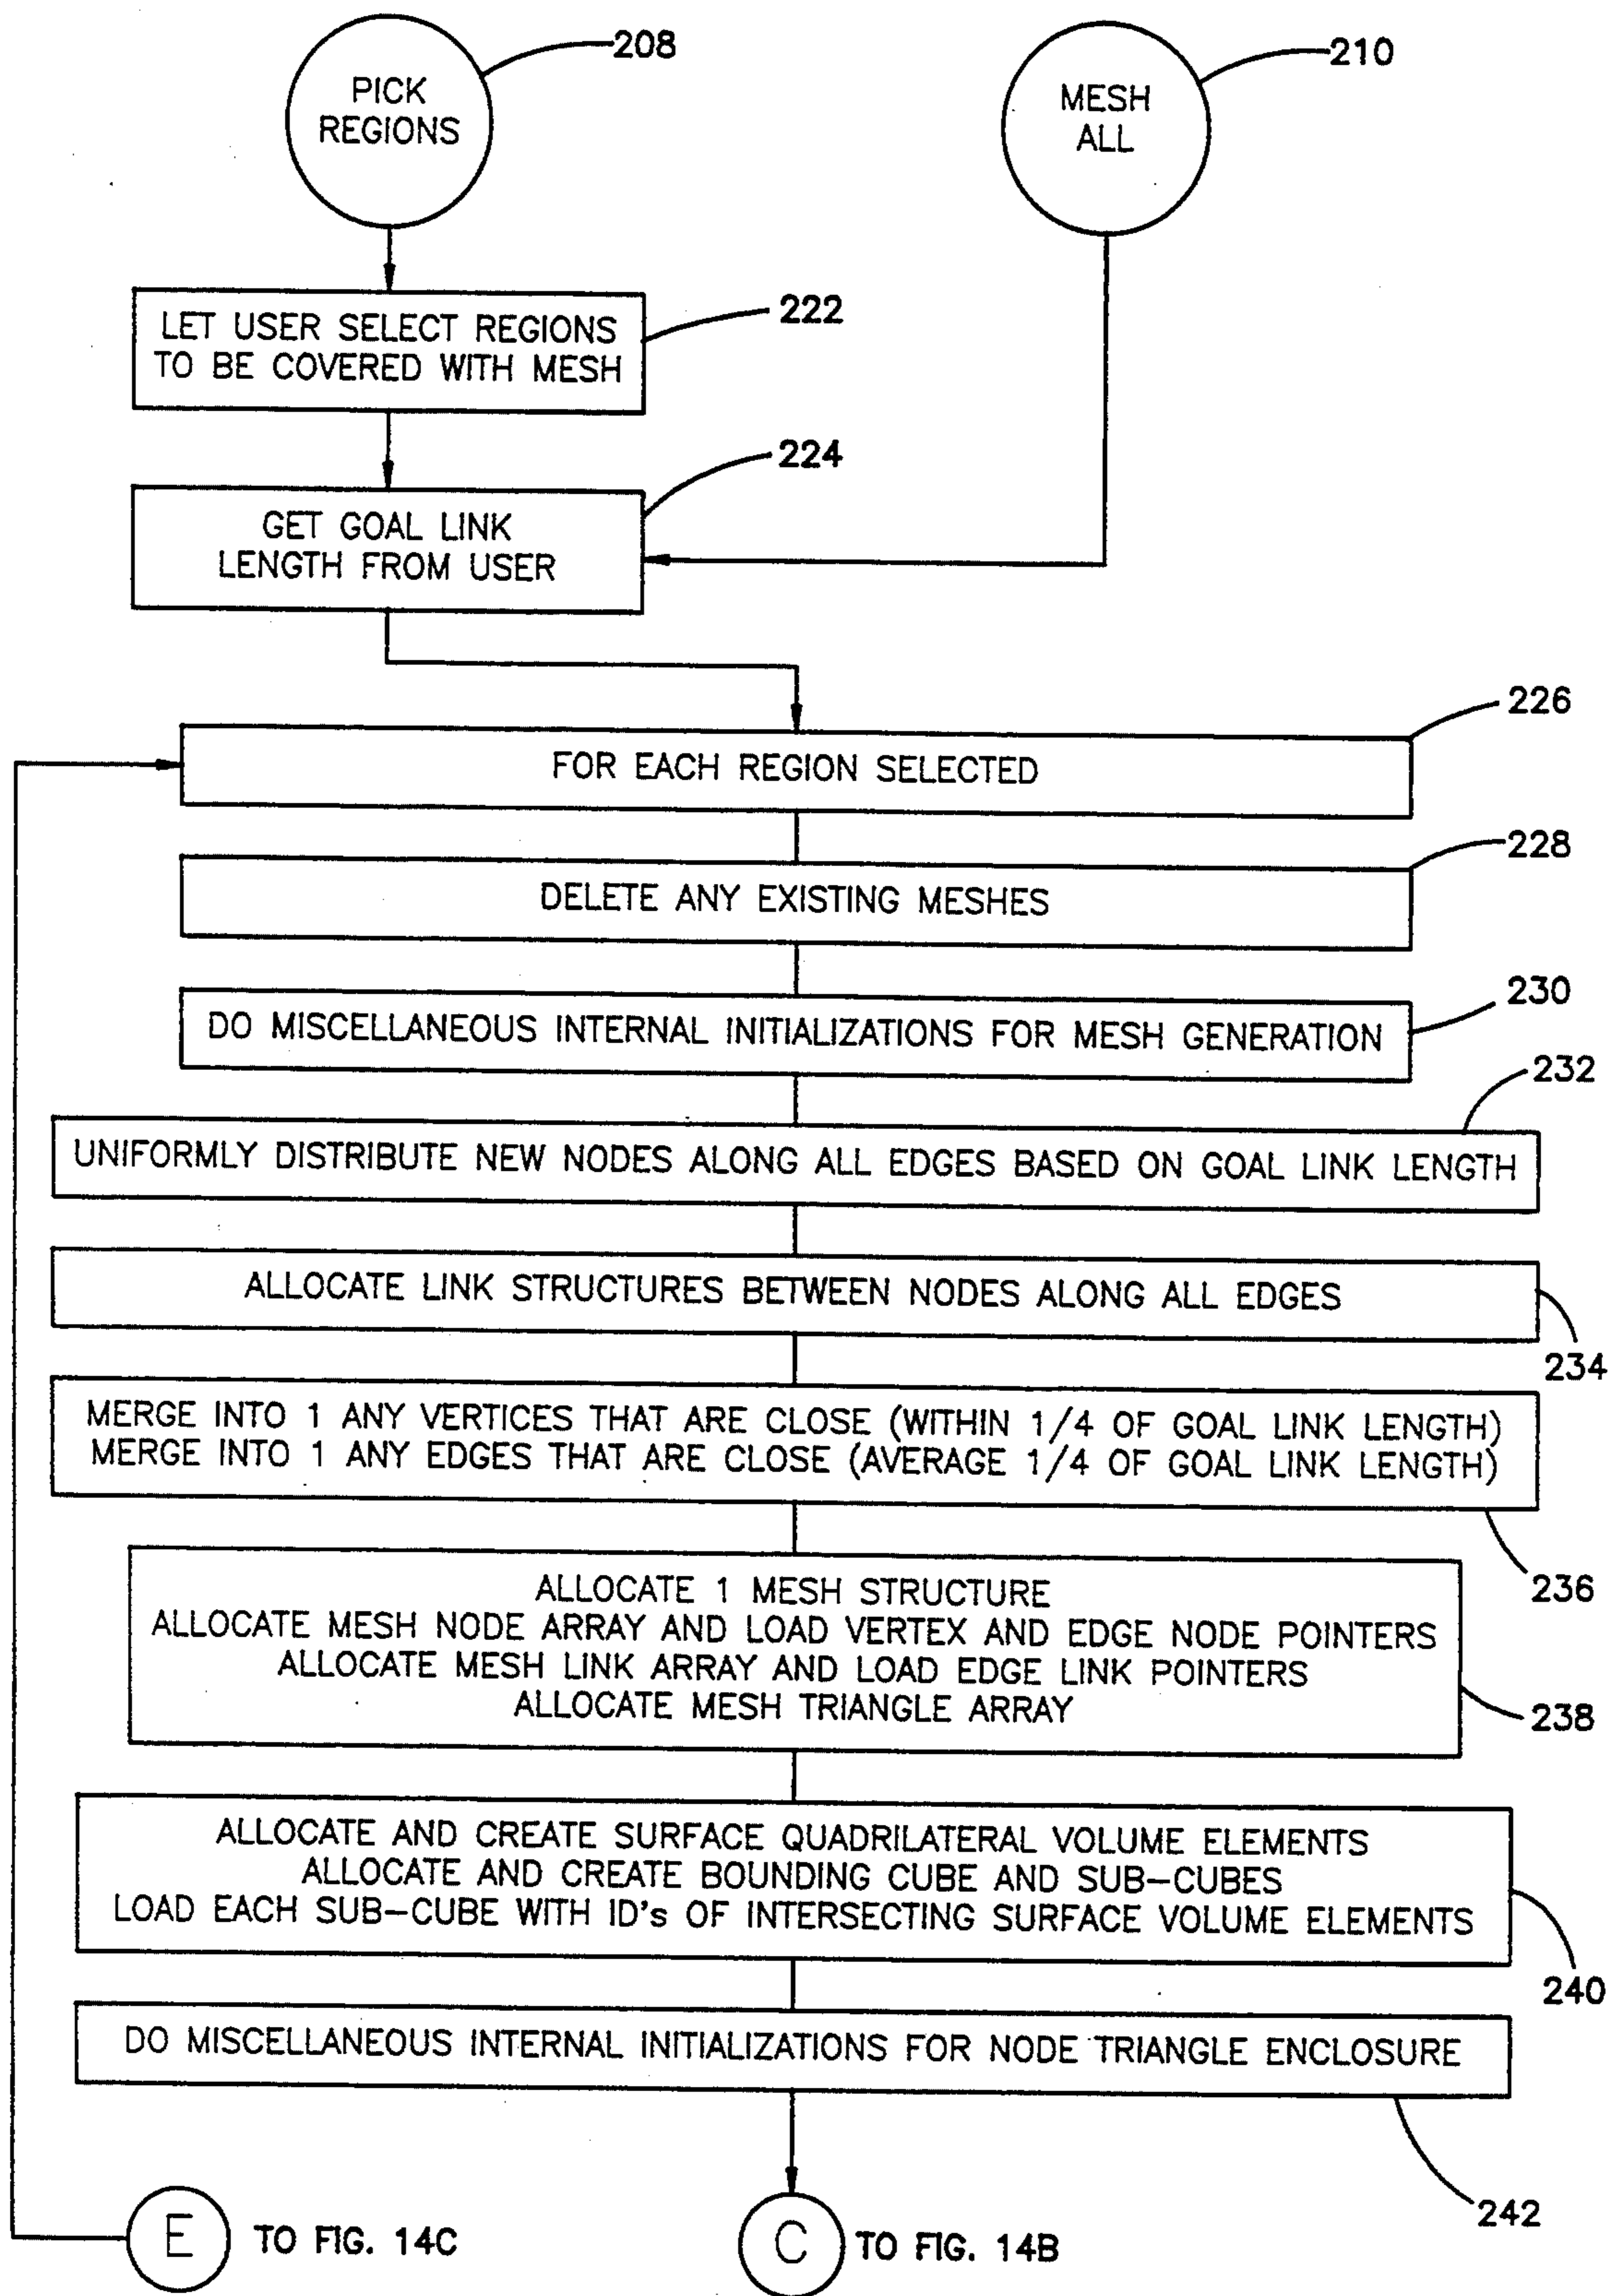 PICK
REGIONS
208
MESH
ALL
210
LET USER SELECT REGIONS
TO BE COVERED WITH MESH
222
GET GOAL LINK
LENGTH FROM USER
224
FOR EACH REGION SELECTED
226
DELETE ANY EXISTING MESHES
228
DO MISCELLANEOUS INTERNAL INITIALIZATIONS FOR MESH GENERATION
230
UNIFORMLY DISTRIBUTE NEW NODES ALONG ALL EDGES BASED ON GOAL LINK LENGTH
232
ALLOCATE LINK STRUCTURES BETWEEN NODES ALONG ALL EDGES
234
MERGE INTO 1 ANY VERTICES THAT ARE CLOSE (WITHIN 1/4 OF GOAL LINK LENGTH)
MERGE INTO 1 ANY EDGES THAT ARE CLOSE (AVERAGE 1/4 OF GOAL LINK LENGTH)
236
ALLOCATE 1 MESH STRUCTURE
ALLOCATE MESH NODE ARRAY AND LOAD VERTEX AND EDGE NODE POINTERS
ALLOCATE MESH LINK ARRAY AND LOAD EDGE LINK POINTERS
ALLOCATE MESH TRIANGLE ARRAY
238
ALLOCATE AND CREATE SURFACE QUADRILATERAL VOLUME ELEMENTS
ALLOCATE AND CREATE BOUNDING CUBE AND SUB-CUBES
LOAD EACH SUB-CUBE WITH ID's OF INTERSECTING SURFACE VOLUME ELEMENTS
240
DO MISCELLANEOUS INTERNAL INITIALIZATIONS FOR NODE TRIANGLE ENCLOSURE
242
E TO FIG. 14C
C TO FIG. 14B